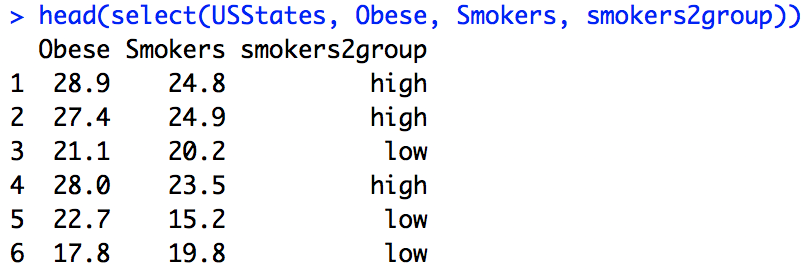 > head(select(USStates, Obese, Smokers, smokers2group))
  Obese Smokers smokers2group
1  28.9    24.8          high
2  27.4    24.9          high
3  21.1    20.2           low
4  28.0    23.5          high
5  22.7    15.2           low
6  17.8    19.8           low